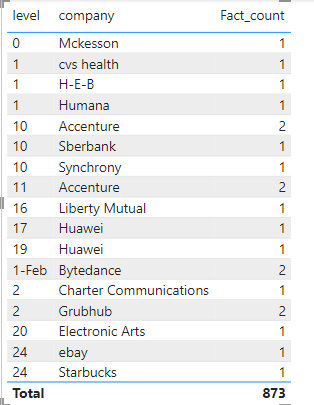 level company Fact_count
0 Mckesson 1
1 cvs health 1
1 H-E-B 1
1 Humana 1
10 Accenture 2
10 Sberbank 1
10 Synchrony 1
11 Accenture 2
16 Liberty Mutual 1
17 Huawei 1
19 Huawei 1
1-Feb Bytedance 2
2 Charter Communications 1
2 Grubhub 2
20 Electronic Arts 1
24 ebay 1
24 Starbucks 1
Total 873